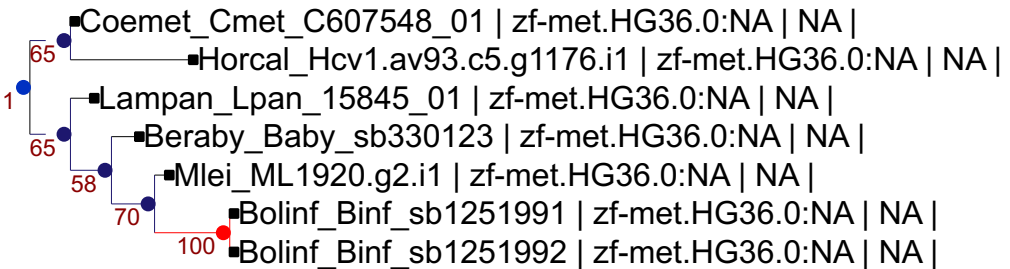 Coemet_Cmet_C607548_01 | zf-met.HG36.0:NA | NA |
65
Horcal_Hcv1.av93.c5.g1176.i1 | zf-met.HG36.0:NA | NA |
1
Lampan_Lpan_15845_01 | zf-met.HG36.0:NA | NA |
65
Beraby_Baby_sb330123 | zf-met.HG36.0:NA | NA |
58
Mlei_ML1920.g2.i1 | zf-met.HG36.0:NA | NA |
70
Bolinf_Binf_sb1251991 | zf-met.HG36.0:NA | NA |
100
Bolinf_Binf_sb1251992 | zf-met.HG36.0:NA | NA |